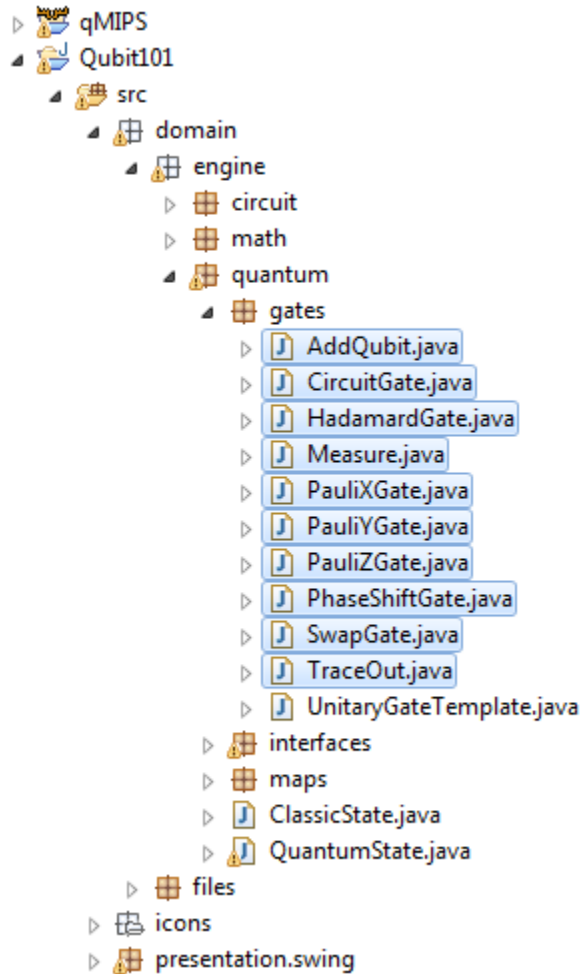 qMIPS
Qubit101
src
domain
engine
circuit
math
quantum
gates
AddQubit.java
CircuitGate.java
HadamardGate.java
Measure.java
PauliXGate.java
PauliYGate.java
PauliZGate.java
PhaseShiftGate.java
SwapGate.java
TraceOut.java
UnitaryGateTemplate.java
interfaces
maps
ClassicState.java
QuantumState.java
files
icons
presentation.swing